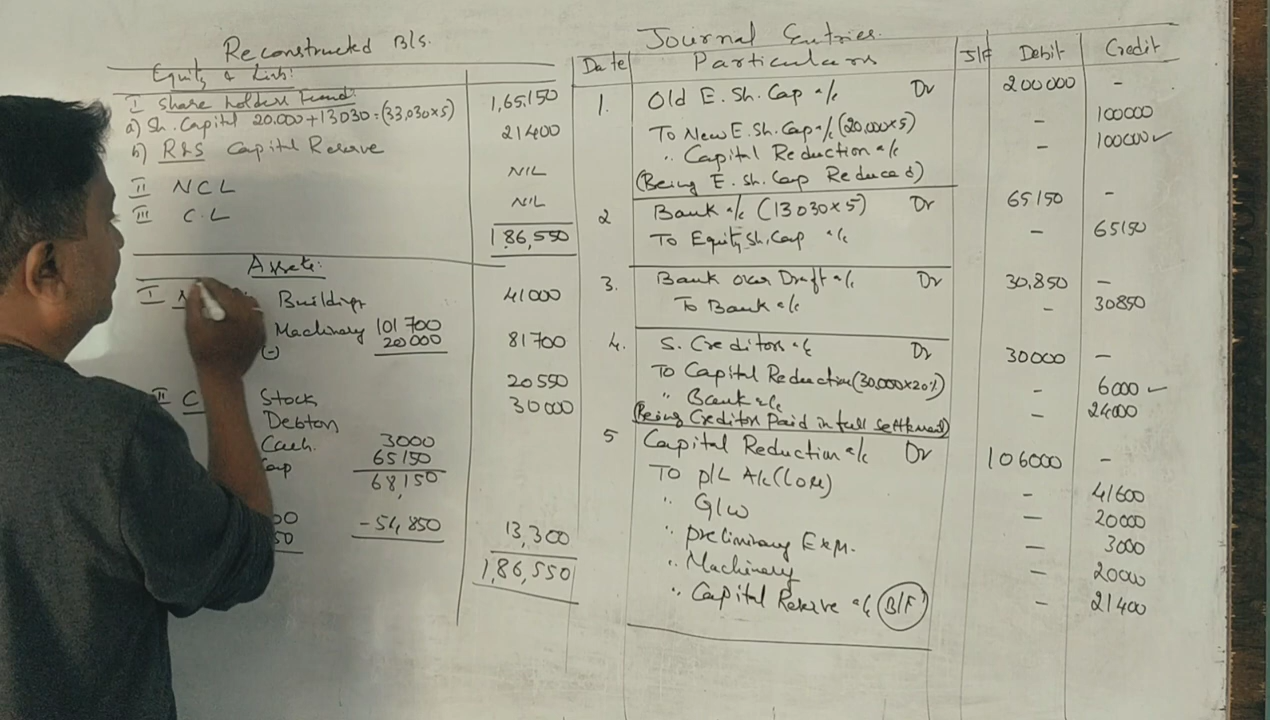 Reconstructed B/s.
Equity & Liab:
I Share holders Fund:
a) Sh. Capital 20.000 + 13030 = (33,030×5) 1,65,150
b) R&S Capital Reserve 21400
II NCL NIL
III C.L NIL
1,86,550
Assets:
I Buildings 41000
Machinery 101700
(-) 20000 81700
II C Stock 20550
Debtors 30000
Cash. 3000
Cap 65150
68,150
00 -54,850 13,300
50
1,86,550
Journal Entries.
Date Particulars J/F Debit Credit
1. Old E. Sh. Cap a/c Dr 200000 -
To New E. Sh. Cap a/c (20,000×5) - 100000
" Capital Reduction a/c - 100000 ✓
(Being E. Sh. Cap Reduced)
2 Bank a/c (13030×5) Dr 65150 -
To Equity Sh. Cap a/c - 65150
3. Bank over Draft a/c Dr 30,850 -
To Bank a/c - 30850
4. S. Creditors a/c Dr 30000 -
To Capital Reduction (30,000×20%) - 6000 ✓
" Bank a/c - 24000
(Being Creditors Paid in full settlement)
5 Capital Reduction a/c Dr 106000 -
To P/L A/c (Loss) - 41600
" G/w - 20000
" preliminary Exp. - 3000
" Machinery - 20000
" Capital Reserve a/c (B/F) - 21400